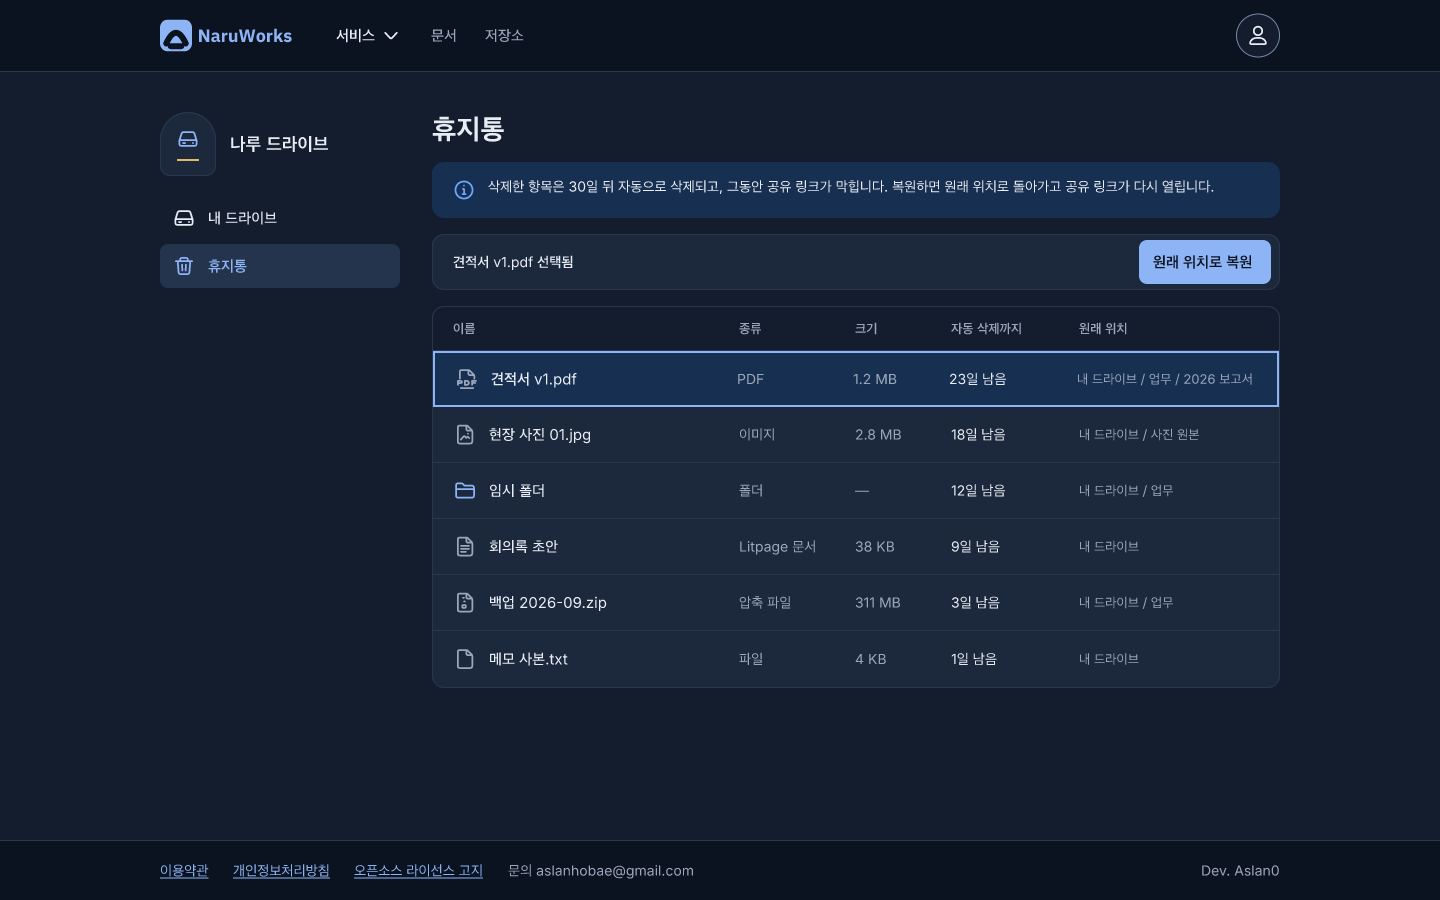 NaruWorks
서비스
문서
저장소
나루 드라이브
내 드라이브
휴지통
휴지통
삭제한 항목은 30일 뒤 자동으로 삭제되고, 그동안 공유 링크가 막힙니다. 복원하면 원래 위치로 돌아가고 공유 링크가 다시 열립니다.
견적서 v1.pdf 선택됨
원래 위치로 복원
이름 종류 크기 자동 삭제까지 원래 위치
PDF 견적서 v1.pdf PDF 1.2 MB 23일 남음 내 드라이브 / 업무 / 2026 보고서
현장 사진 01.jpg 이미지 2.8 MB 18일 남음 내 드라이브 / 사진 원본
임시 폴더 폴더 — 12일 남음 내 드라이브 / 업무
회의록 초안 Litpage 문서 38 KB 9일 남음 내 드라이브
백업 2026-09.zip 압축 파일 311 MB 3일 남음 내 드라이브 / 업무
메모 사본.txt 파일 4 KB 1일 남음 내 드라이브
이용약관 개인정보처리방침 오픈소스 라이선스 고지 문의 aslanhobae@gmail.com Dev. Aslan0